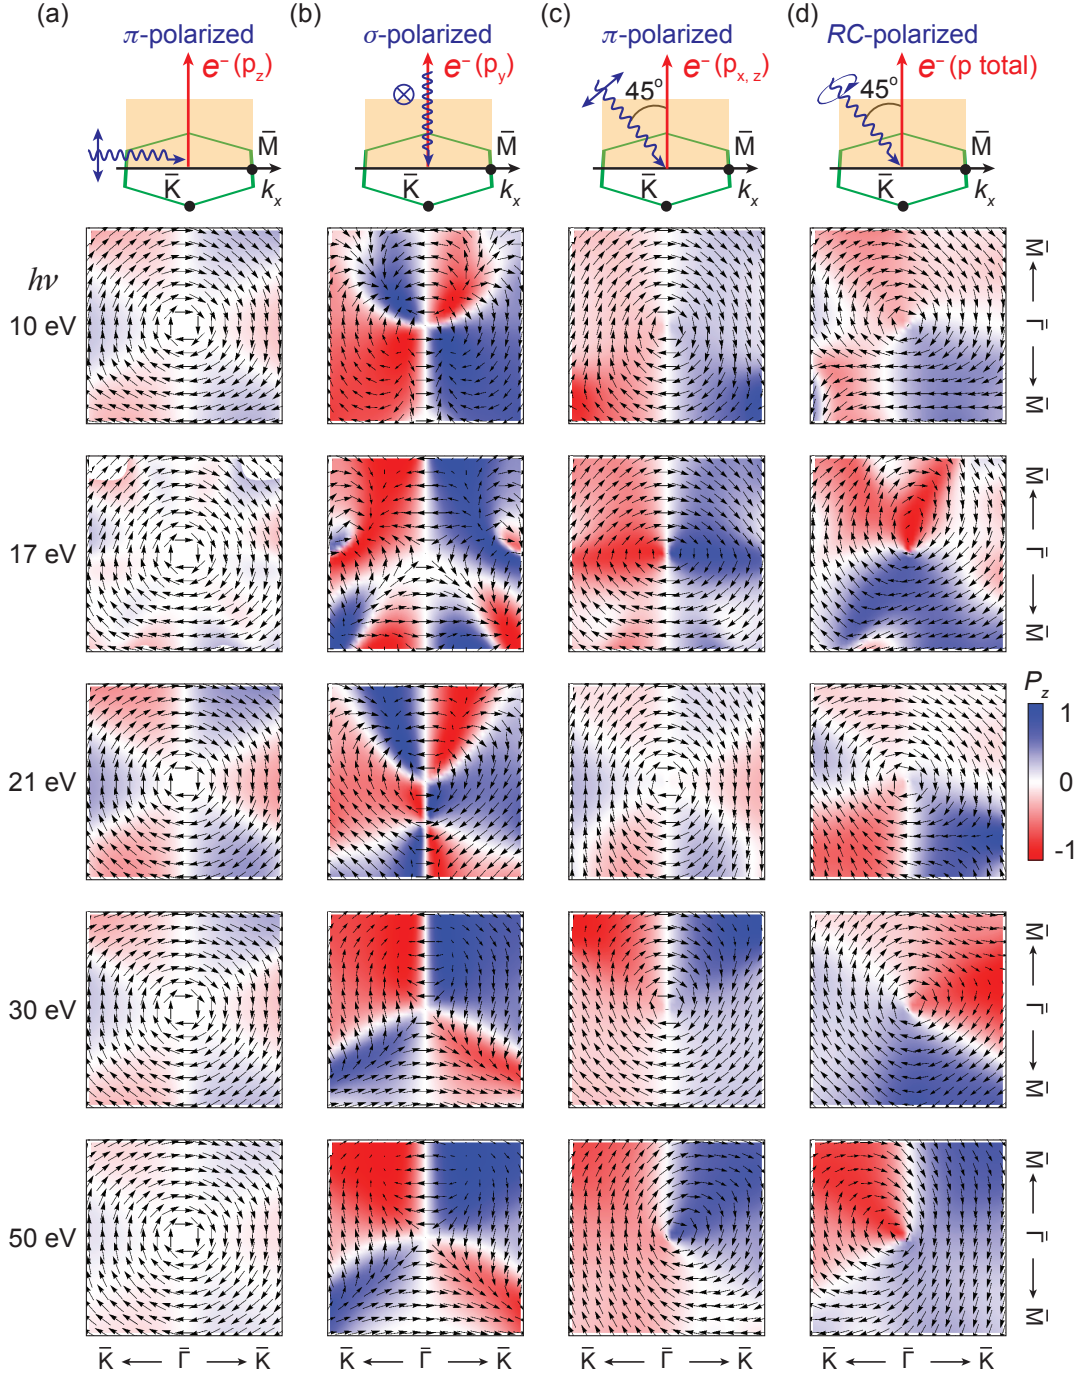 (a) (b) (c) (d)
π-polarized σ-polarized π-polarized RC-polarized
e⁻(p_z) e⁻(p_y) e⁻(p_x, z) e⁻(p total)
45° 45°
M̄ M̄ M̄ M̄
K̄ K̄ K̄ K̄
k_x k_x k_x k_x
hν
10 eV
M̄ ← Γ̄ → M̄
17 eV
M̄ ← Γ̄ → M̄
21 eV
P_z
1
0
-1
30 eV
M̄ ← Γ̄ → M̄
50 eV
M̄ ← Γ̄ → M̄
K̄ ← Γ̄ → K̄ K̄ ← Γ̄ → K̄ K̄ ← Γ̄ → K̄ K̄ ← Γ̄ → K̄